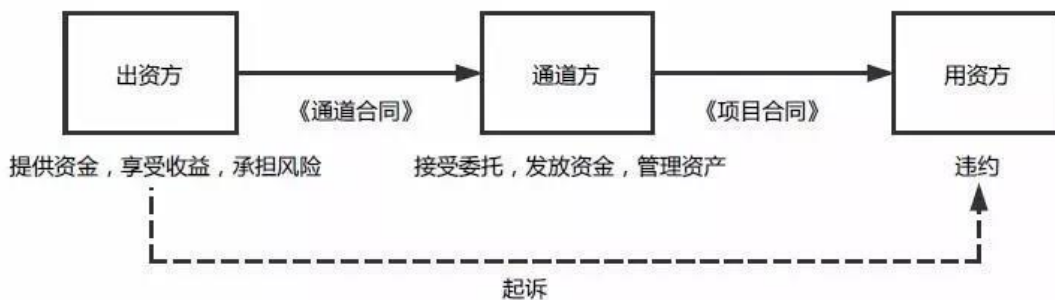 出资方
通道方
用资方
《通道合同》
《项目合同》
提供资金，享受收益，承担风险
接受委托，发放资金，管理资产
违约
起诉